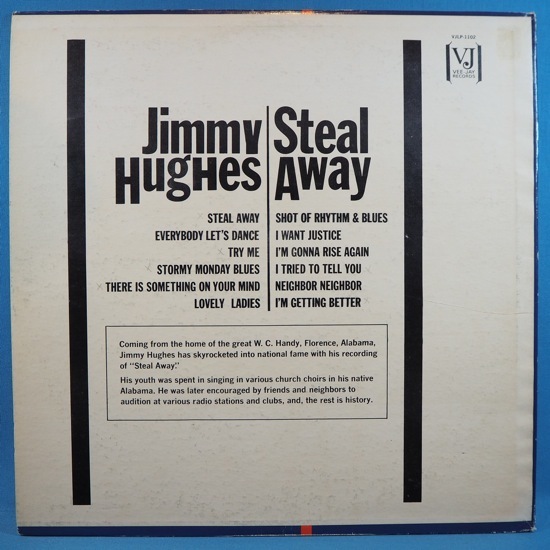 VJLP-1102
VJ
VEE JAY
RECORDS
Jimmy
Hughes
Steal
Away
STEAL AWAY
EVERYBODY LET'S DANCE
TRY ME
STORMY MONDAY BLUES
THERE IS SOMETHING ON YOUR MIND
LOVELY LADIES
SHOT OF RHYTHM & BLUES
I WANT JUSTICE
I'M GONNA RISE AGAIN
I TRIED TO TELL YOU
NEIGHBOR NEIGHBOR
I'M GETTING BETTER
Coming from the home of the great W. C. Handy, Florence, Alabama,
Jimmy Hughes has skyrocketed into national fame with his recording
of "Steal Away."
His youth was spent in singing in various church choirs in his native
Alabama. He was later encouraged by friends and neighbors to
audition at various radio stations and clubs, and, the rest is history.